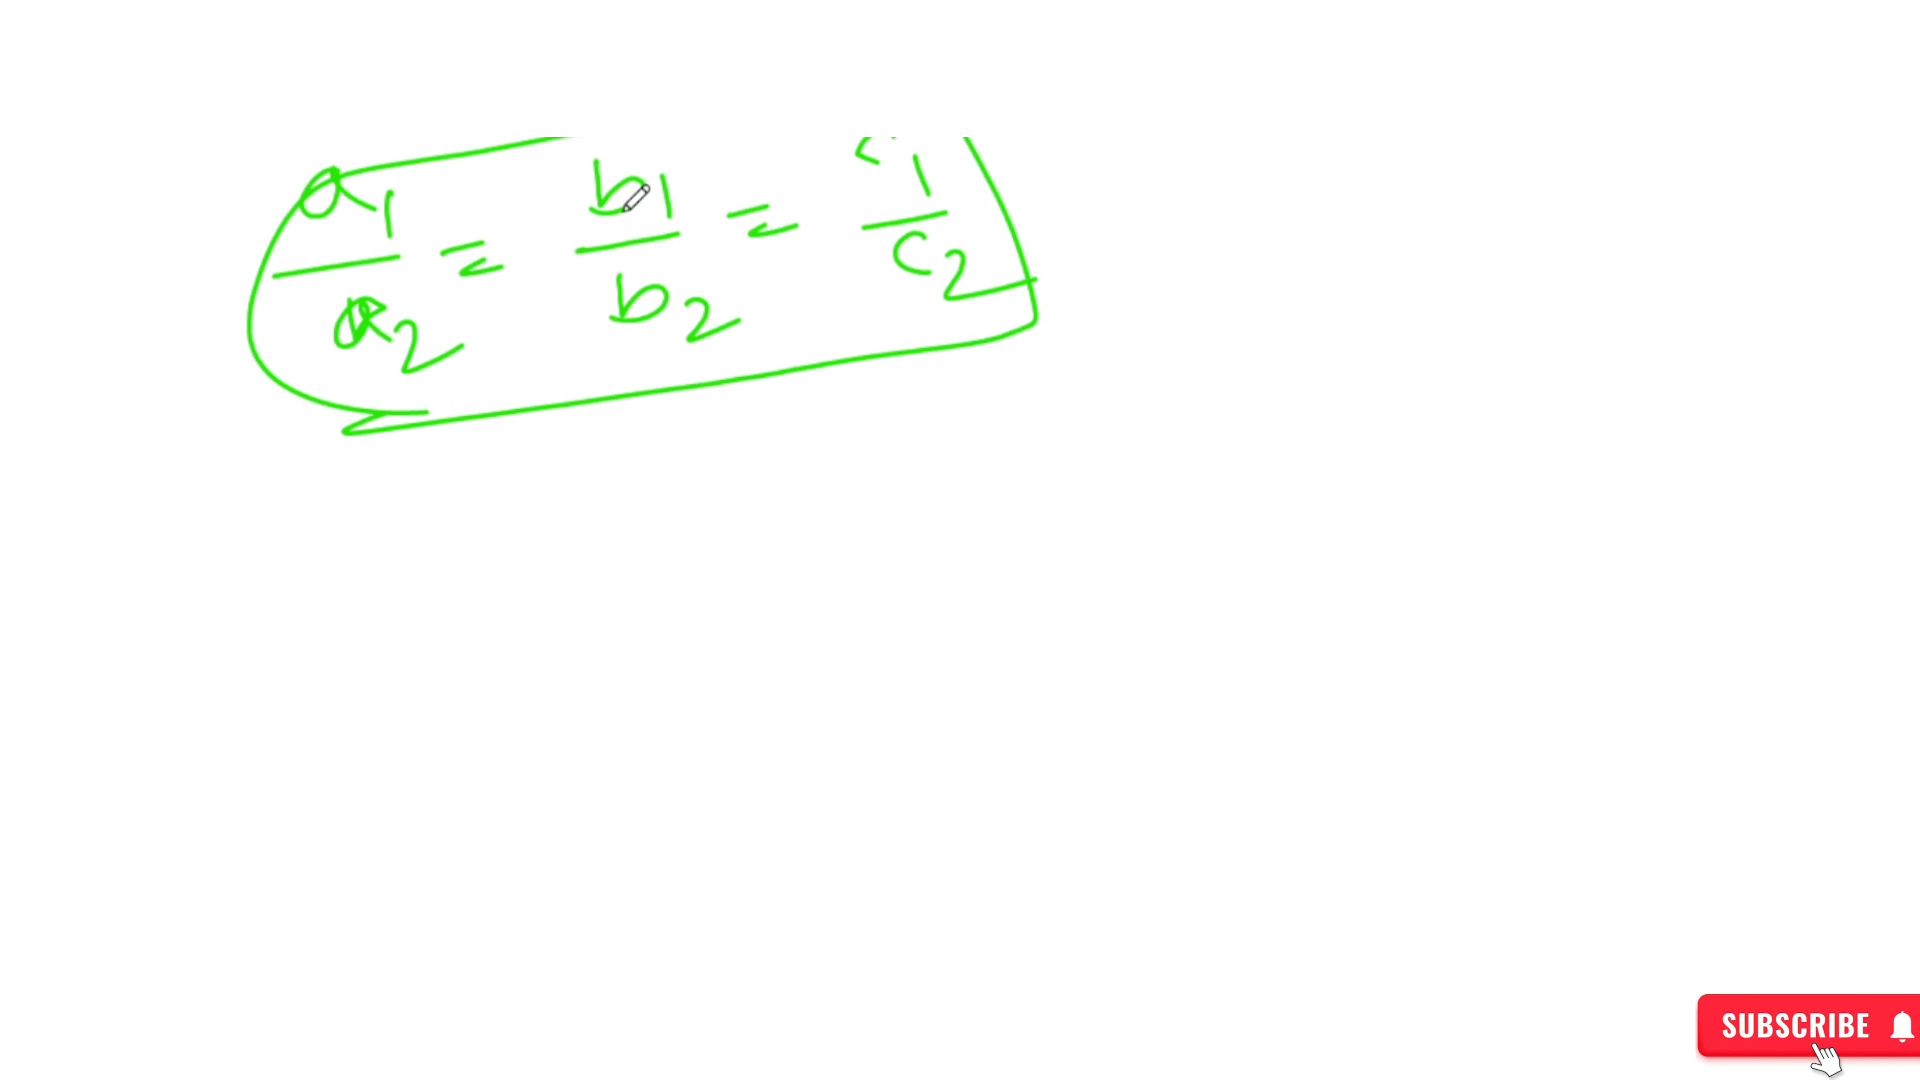 a1/a2 = b1/b2 = c1/c2
SUBSCRIBE